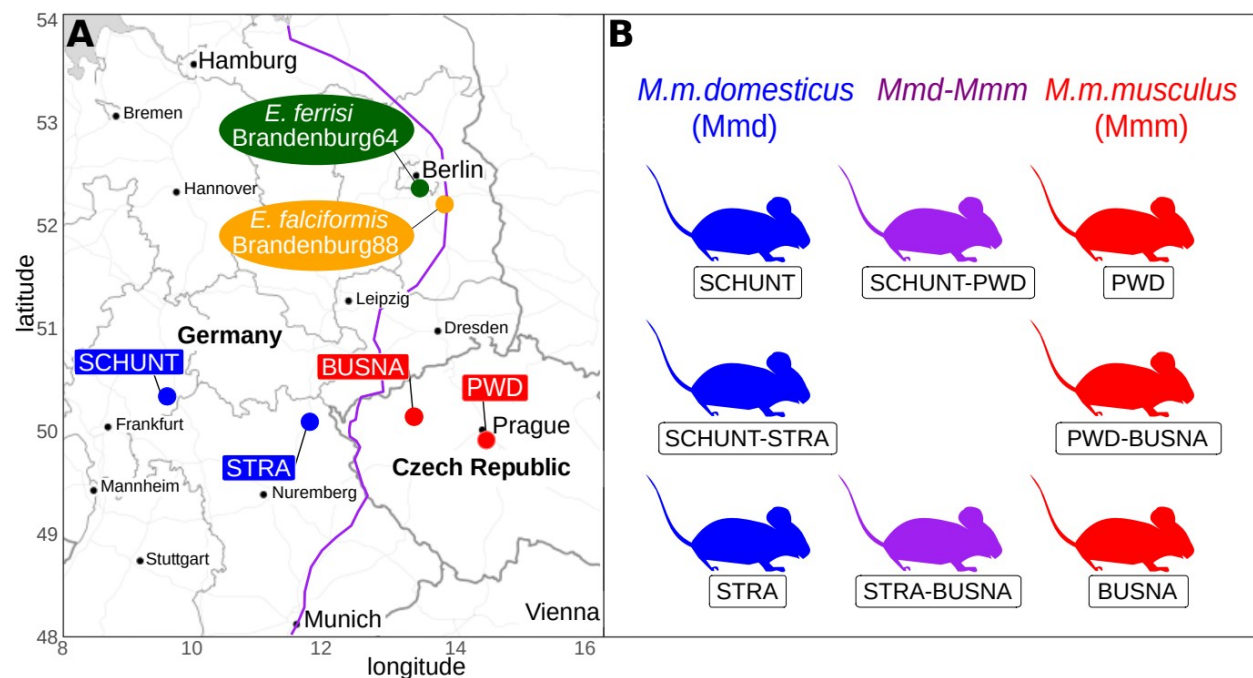 A
54
53
52
51
50
49
48
latitude
8
10
12
14
16
longitude
Hamburg
Bremen
E. ferrisi
Brandenburg64
Berlin
Hannover
E. falciformis
Brandenburg88
Leipzig
Germany
Dresden
SCHUNT
BUSNA
PWD
Frankfurt
Prague
STRA
Czech Republic
Mannheim
Nuremberg
Stuttgart
Munich
Vienna
B
M.m.domesticus
(Mmd)
Mmd-Mmm
M.m.musculus
(Mmm)
SCHUNT
SCHUNT-PWD
PWD
SCHUNT-STRA
PWD-BUSNA
STRA
STRA-BUSNA
BUSNA